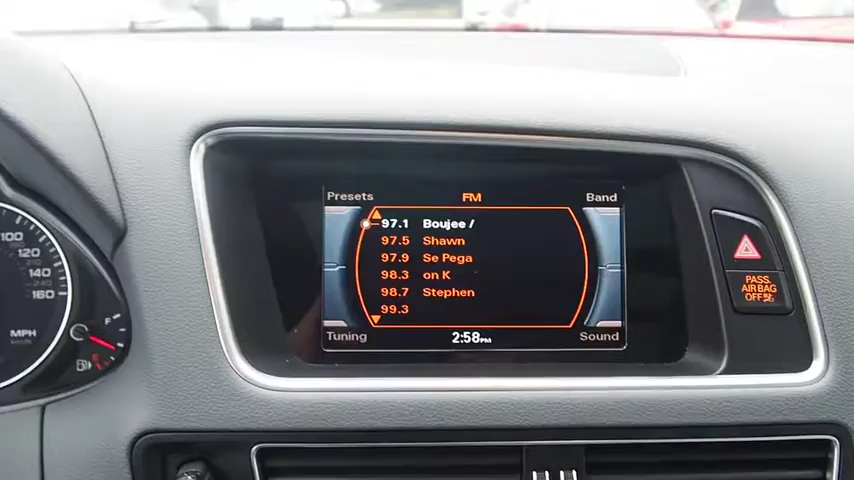 Presets FM Band
97.1 Boujee /
97.5 Shawn
97.9 Se Pega
98.3 on K
98.7 Stephen
99.3
Tuning 2:58PM Sound
PASS.
AIR BAG
OFF
100
120
140
160
MPH
F